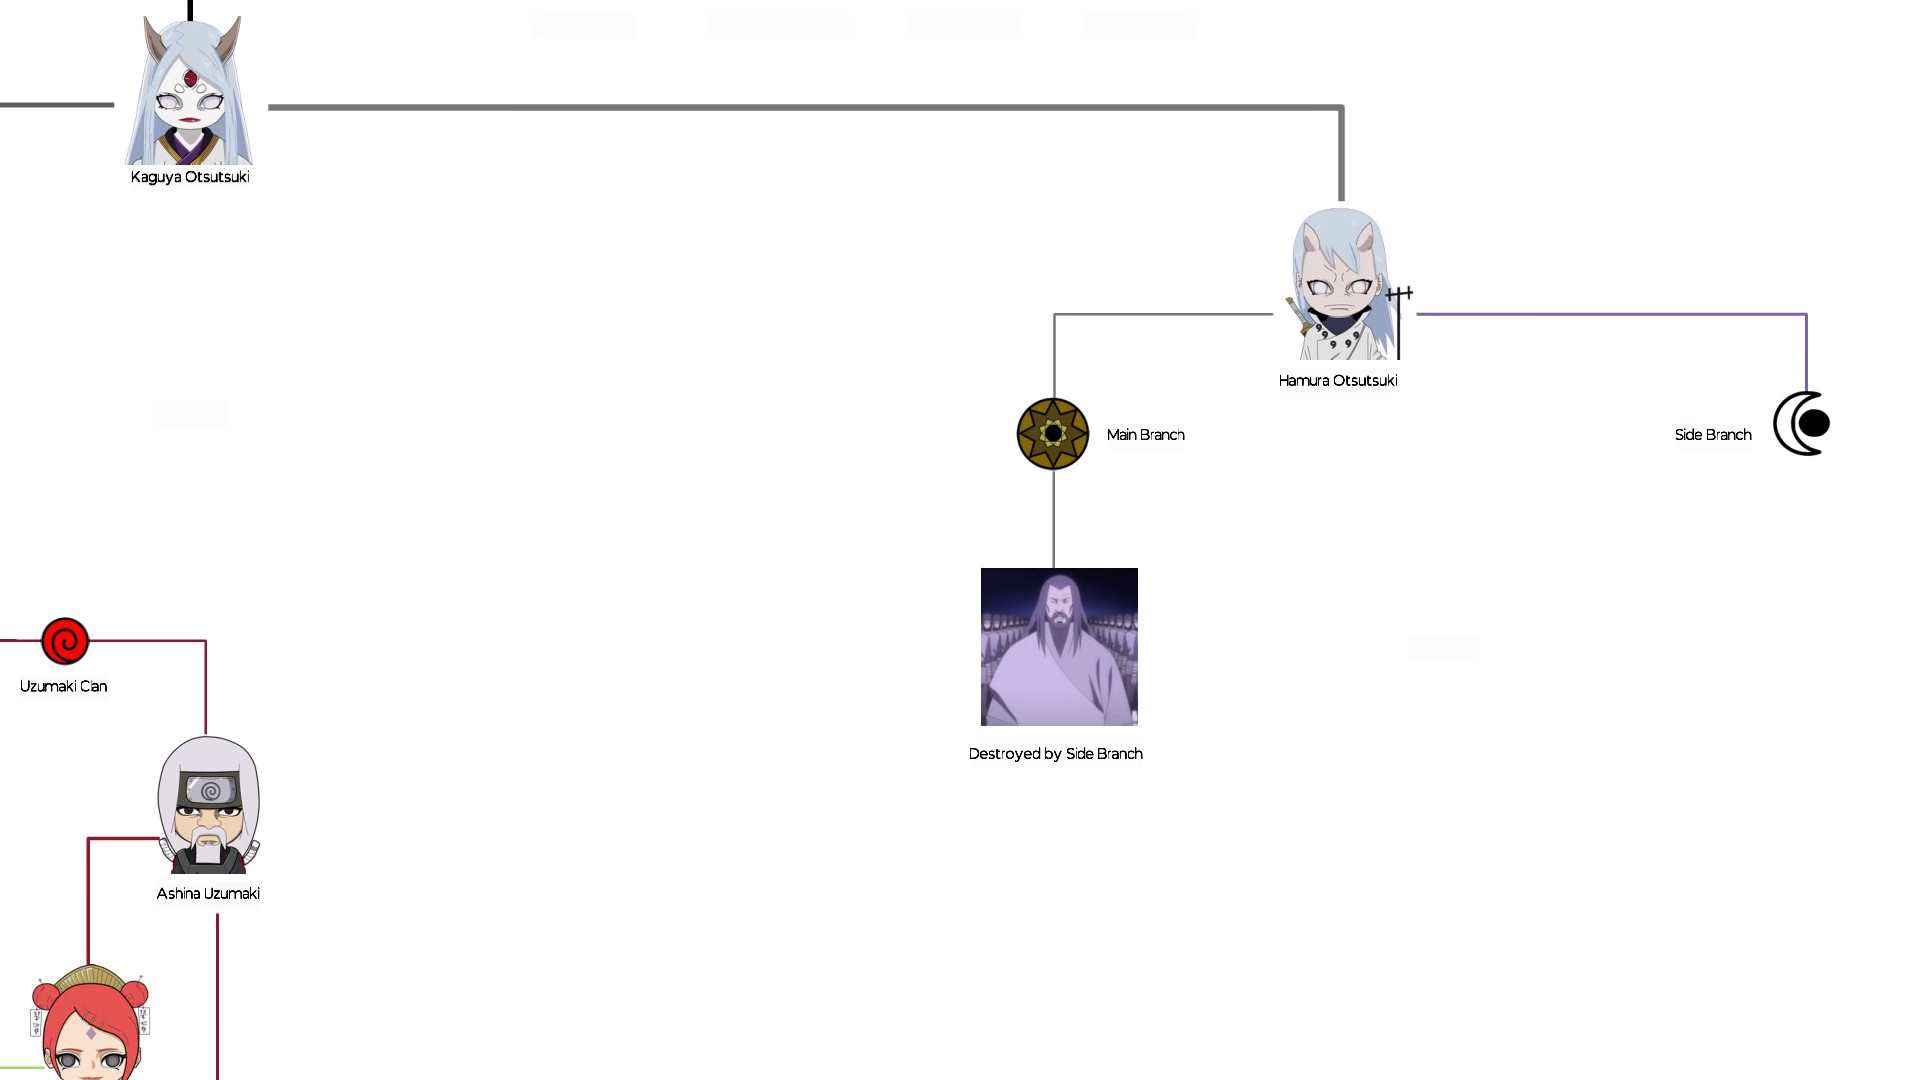 Kaguya Otsutsuki
Hamura Otsutsuki
Main Branch
Side Branch
Uzumaki Clan
Destroyed by Side Branch
Ashina Uzumaki